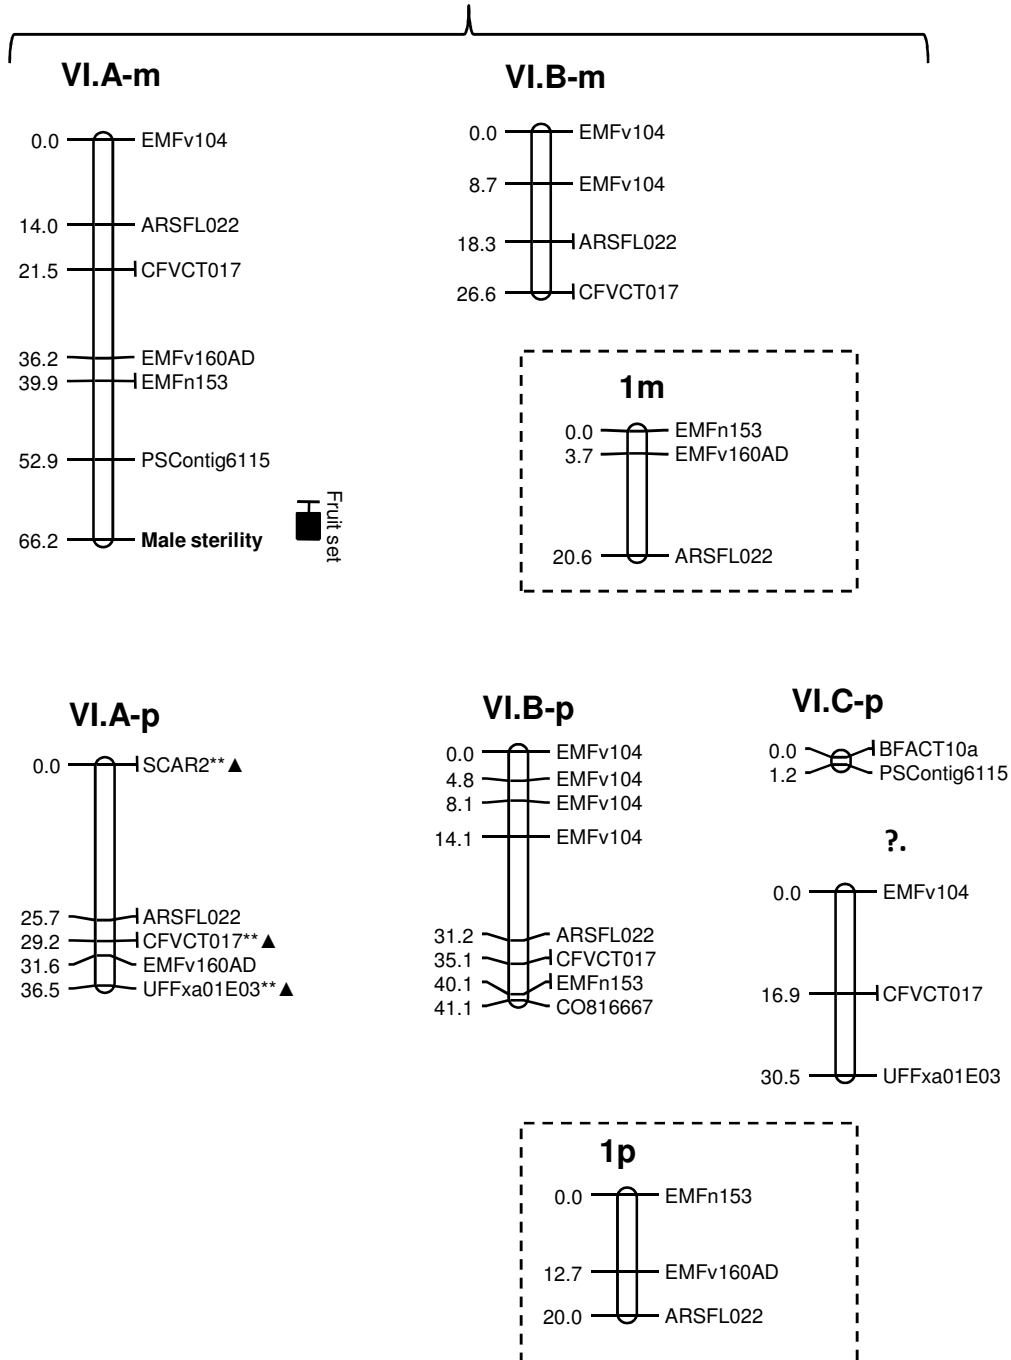 VI.A-m
0.0 EMFv104
14.0 ARSFL022
21.5 CFVCT017
36.2 EMFv160AD
39.9 EMFn153
52.9 PSContig6115
66.2 Male sterility
Fruit set
VI.B-m
0.0 EMFv104
8.7 EMFv104
18.3 ARSFL022
26.6 CFVCT017
1m
0.0 EMFn153
3.7 EMFv160AD
20.6 ARSFL022
VI.A-p
0.0 SCAR2**▲
25.7 ARSFL022
29.2 CFVCT017**▲
31.6 EMFv160AD
36.5 UFFxa01E03**▲
VI.B-p
0.0 EMFv104
4.8 EMFv104
8.1 EMFv104
14.1 EMFv104
31.2 ARSFL022
35.1 CFVCT017
40.1 EMFn153
41.1 CO816667
VI.C-p
0.0 BFACT10a
1.2 PSContig6115
?.
0.0 EMFv104
16.9 CFVCT017
30.5 UFFxa01E03
1p
0.0 EMFn153
12.7 EMFv160AD
20.0 ARSFL022